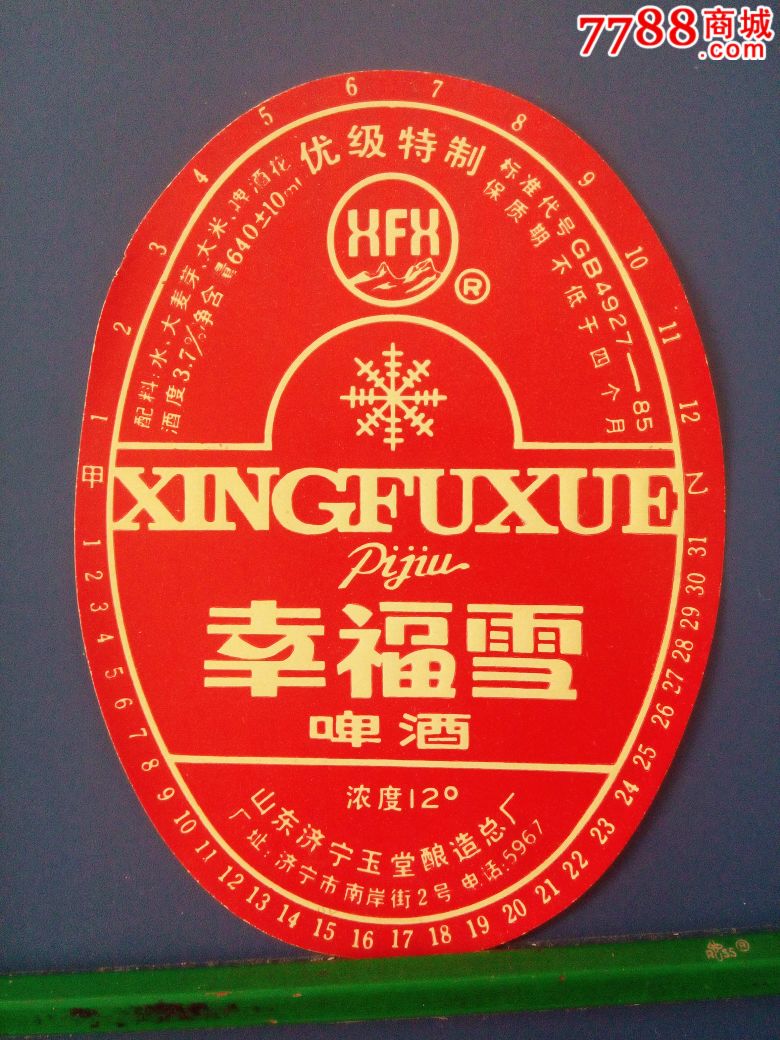 7788商城
.com
优级特制
XFX
®
配料:水、大麦芽、大米、啤酒花
酒度3.7%净含量640±10ml
标准代号GB4927—85
保质期不低于四个月
1 2 3 4 5 6 7 8 9 10 11 12
甲
乙
XINGFUXUE
Pijiu
幸福雪
啤酒
浓度12°
山东济宁玉堂酿造总厂
厂址:济宁市南岸街2号 电话:5967
1 2 3 4 5 6 7 8 9 10 11 12 13 14 15 16 17 18 19 20 21 22 23 24 25 26 27 28 29 30 31